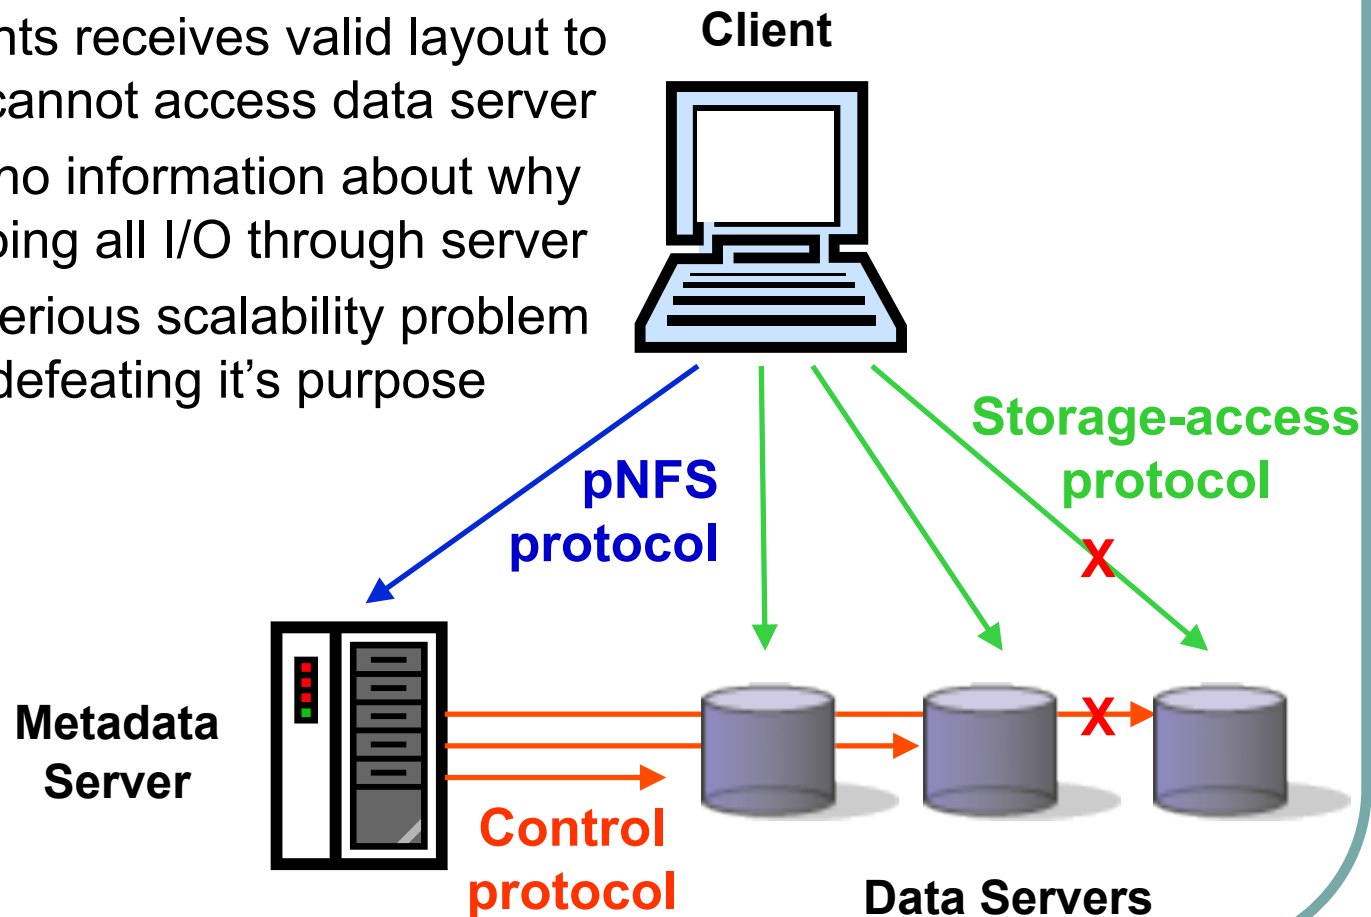 nts receives valid layout to
cannot access data server
no information about why
ing all I/O through server
erious scalability problem
defeating it's purpose
Client
Storage-access
protocol
pNFS
protocol
X
X
Metadata
Server
Control
protocol
Data Servers